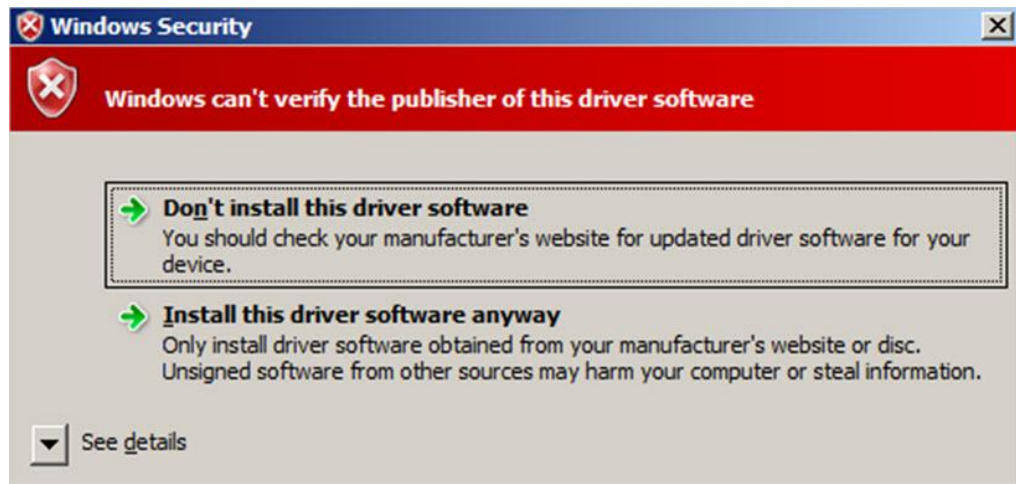 Windows Security
Windows can't verify the publisher of this driver software
Don't install this driver software
You should check your manufacturer's website for updated driver software for your
device.
Install this driver software anyway
Only install driver software obtained from your manufacturer's website or disc.
Unsigned software from other sources may harm your computer or steal information.
See details